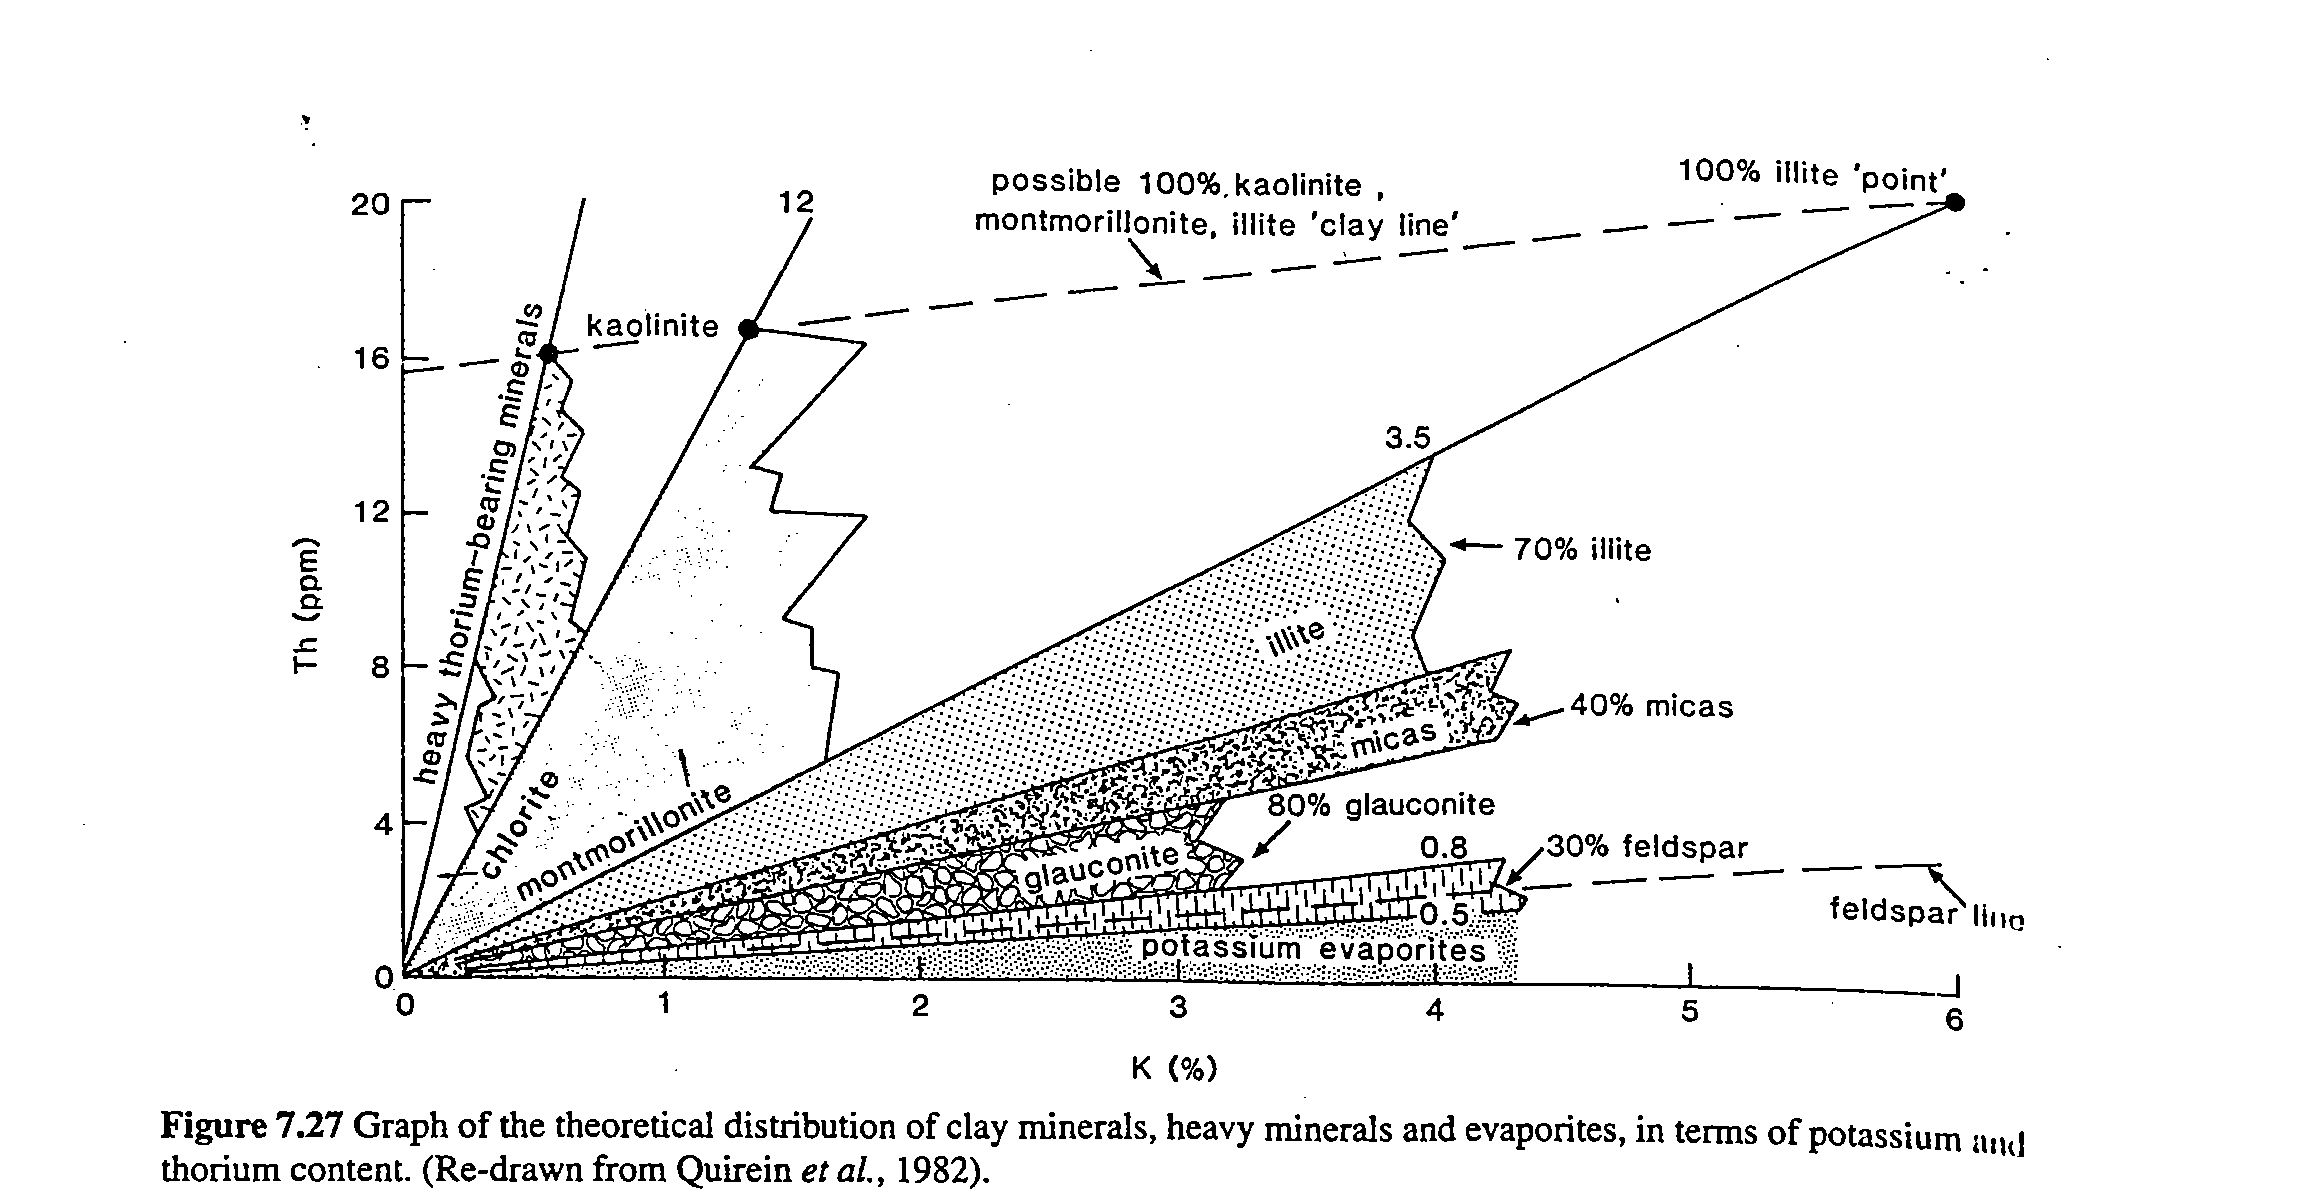 100% illite 'point'
possible 100% kaolinite,
montmorillonite, illite 'clay line'
20
12
kaolinite
16
heavy thorium-bearing minerals
3.5
12
70% illite
Th (ppm)
illite
8
40% micas
micas
80% glauconite
4
chlorite
montmorillonite
glauconite
0.8
30% feldspar
0.5
feldspar line
potassium evaporites
0
0 1 2 3 4 5 6
K (%)
Figure 7.27 Graph of the theoretical distribution of clay minerals, heavy minerals and evaporites, in terms of potassium and
thorium content. (Re-drawn from Quirein et al., 1982).